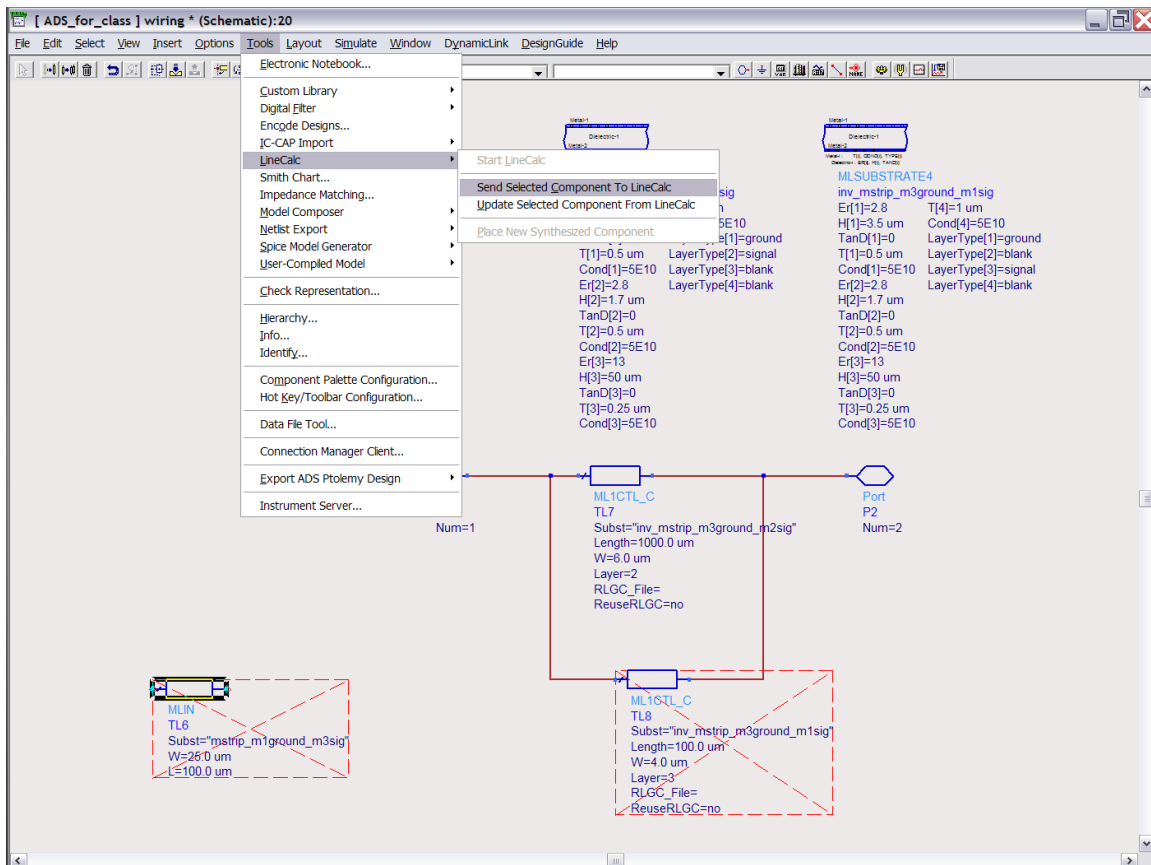 [ ADS_for_class ] wiring * (Schematic):20
File Edit Select View Insert Options Tools Layout Simulate Window DynamicLink DesignGuide Help
Electronic Notebook...
Custom Library
Digital Filter
Encode Designs...
IC-CAP Import
LineCalc
Smith Chart...
Impedance Matching...
Model Composer
Netlist Export
Spice Model Generator
User-Compiled Model
Check Representation...
Hierarchy...
Info...
Identify...
Component Palette Configuration...
Hot Key/Toolbar Configuration...
Data File Tool...
Connection Manager Client...
Export ADS Ptolemy Design
Instrument Server...
Start LineCalc
Send Selected Component To LineCalc
Update Selected Component From LineCalc
Place New Synthesized Component
Metal-1
Dielectric-1
Metal-2
sig
m
5E10
[1]=ground
T[1]=0.5 um LayerType[2]=signal
Cond[1]=5E10 LayerType[3]=blank
Er[2]=2.8 LayerType[4]=blank
H[2]=1.7 um
TanD[2]=0
T[2]=0.5 um
Cond[2]=5E10
Er[3]=13
H[3]=50 um
TanD[3]=0
T[3]=0.25 um
Cond[3]=5E10
Metal-1
Dielectric-1
Metal-2
MLSUBSTRATE4
inv_mstrip_m3ground_m1sig
Er[1]=2.8 T[4]=1 um
H[1]=3.5 um Cond[4]=5E10
TanD[1]=0 LayerType[1]=ground
T[1]=0.5 um LayerType[2]=blank
Cond[1]=5E10 LayerType[3]=signal
Er[2]=2.8 LayerType[4]=blank
H[2]=1.7 um
TanD[2]=0
T[2]=0.5 um
Cond[2]=5E10
Er[3]=13
H[3]=50 um
TanD[3]=0
T[3]=0.25 um
Cond[3]=5E10
Num=1
ML1CTL_C
TL7
Subst="inv_mstrip_m3ground_m2sig"
Length=1000.0 um
W=6.0 um
Layer=2
RLGC_File=
ReuseRLGC=no
Port
P2
Num=2
MLIN
TL6
Subst="mstrip_m1ground_m3sig"
W=25.0 um
L=100.0 um
ML1CTL_C
TL8
Subst="inv_mstrip_m3ground_m1sig"
Length=100.0 um
W=4.0 um
Layer=3
RLGC_File=
ReuseRLGC=no